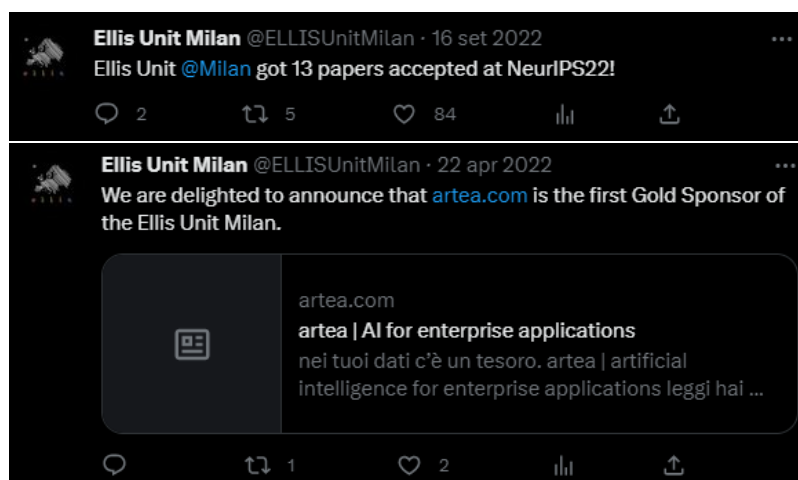 Ellis Unit Milan @ELLISUnitMilan · 16 set 2022
Ellis Unit @Milan got 13 papers accepted at NeurIPS22!
2 5 84
Ellis Unit Milan @ELLISUnitMilan · 22 apr 2022
We are delighted to announce that artea.com is the first Gold Sponsor of
the Ellis Unit Milan.
artea.com
artea | AI for enterprise applications
nei tuoi dati c'è un tesoro. artea | artificial
intelligence for enterprise applications leggi hai ...
1 2